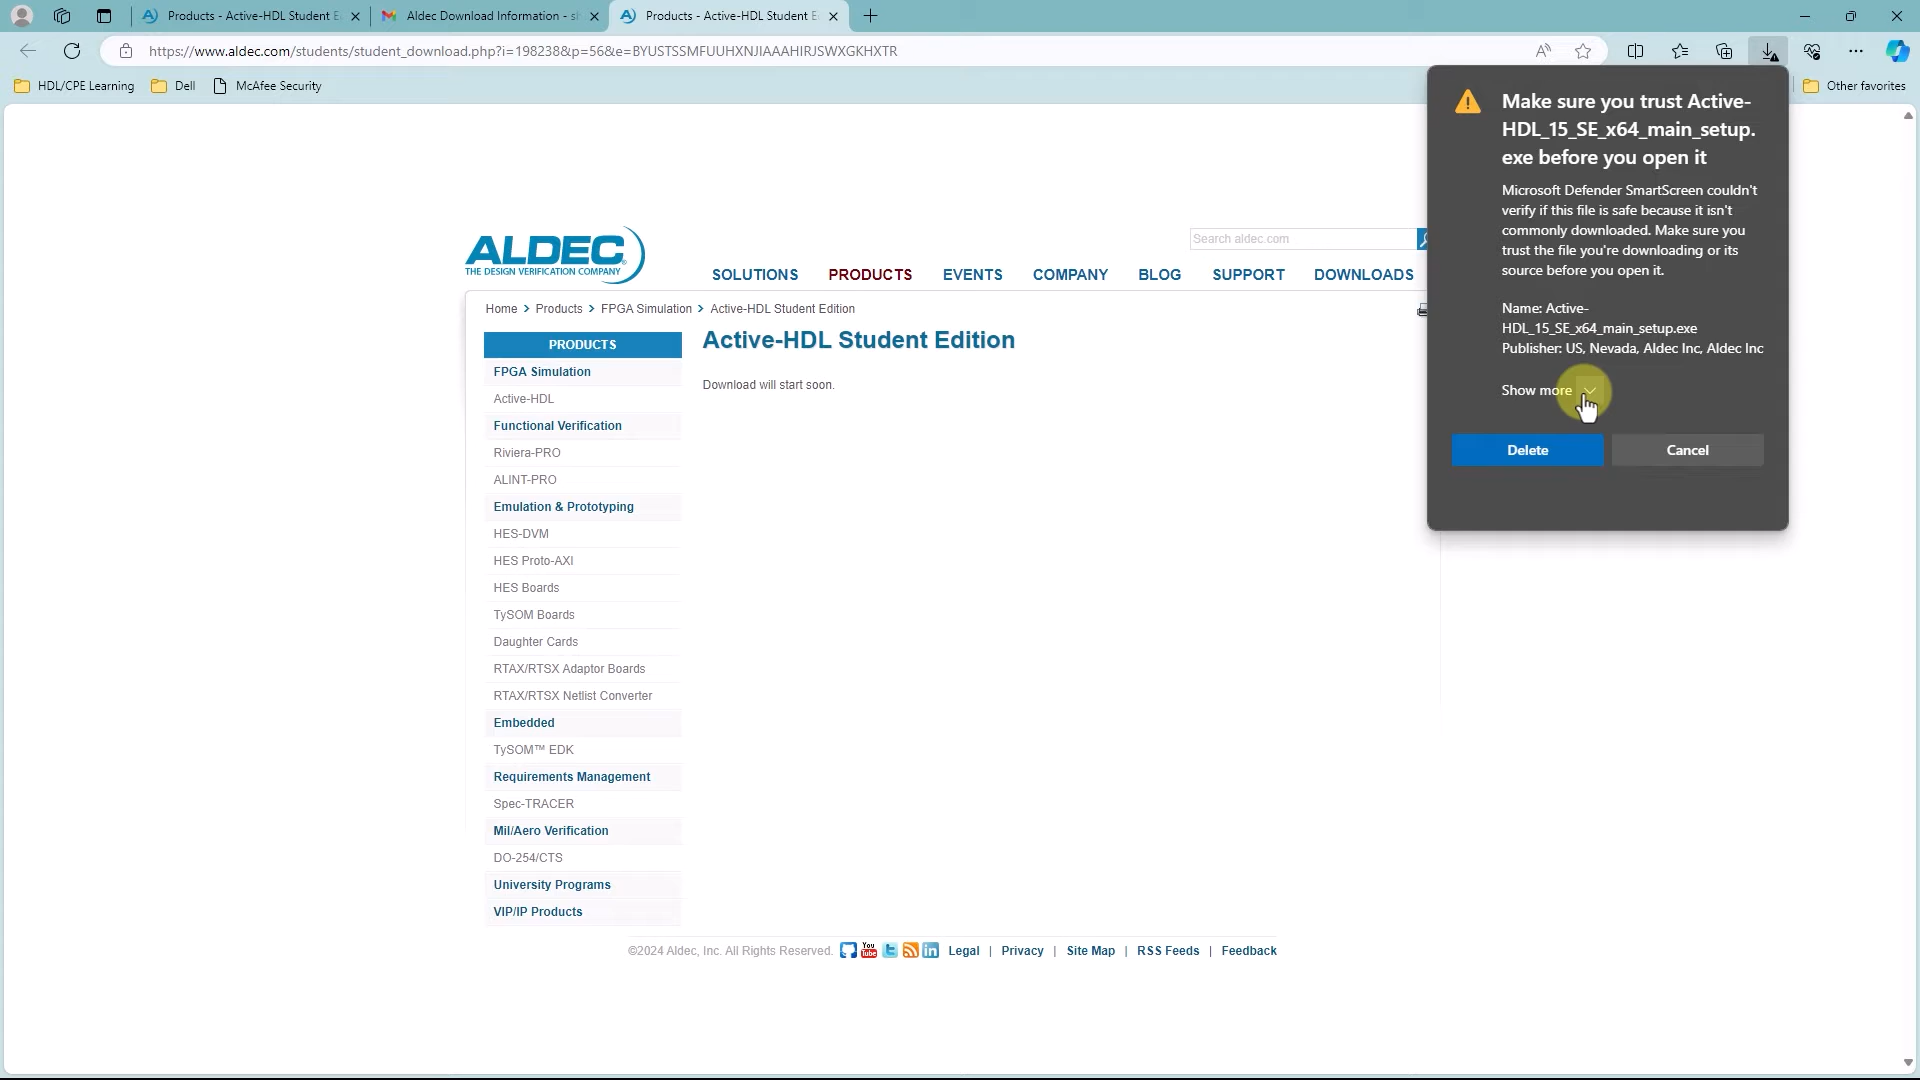 Products - Active-HDL Student E
Aldec Download Information - s
Products - Active-HDL Student E
https://www.aldec.com/students/student_download.php?i=198238&p=56&e=BYUSTSSMFUUHXNJIAAAHIRJSWXGKHXTR
HDL/CPE Learning
Dell
McAfee Security
Other favorites
Make sure you trust Active-
HDL_15_SE_x64_main_setup.
exe before you open it
Microsoft Defender SmartScreen couldn't
verify if this file is safe because it isn't
commonly downloaded. Make sure you
trust the file you're downloading or its
source before you open it.
Name: Active-
HDL_15_SE_x64_main_setup.exe
Publisher: US, Nevada, Aldec Inc, Aldec Inc
Show more
Delete
Cancel
ALDEC
THE DESIGN VERIFICATION COMPANY
Search aldec.com
SOLUTIONS
PRODUCTS
EVENTS
COMPANY
BLOG
SUPPORT
DOWNLOADS
Home > Products > FPGA Simulation > Active-HDL Student Edition
PRODUCTS
FPGA Simulation
Active-HDL
Functional Verification
Riviera-PRO
ALINT-PRO
Emulation & Prototyping
HES-DVM
HES Proto-AXI
HES Boards
TySOM Boards
Daughter Cards
RTAX/RTSX Adaptor Boards
RTAX/RTSX Netlist Converter
Embedded
TySOM™ EDK
Requirements Management
Spec-TRACER
Mil/Aero Verification
DO-254/CTS
University Programs
VIP/IP Products
Active-HDL Student Edition
Download will start soon.
©2024 Aldec, Inc. All Rights Reserved.
You
Tube
in
Legal | Privacy | Site Map | RSS Feeds | Feedback